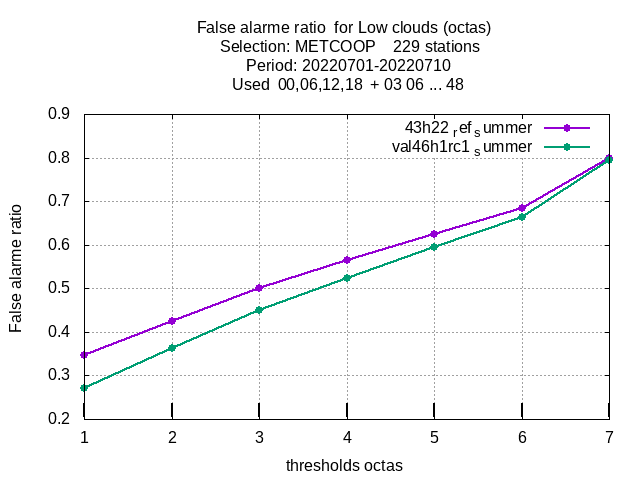 False alarme ratio  for Low clouds (octas)
Selection: METCOOP    229 stations
Period: 20220701-20220710
Used  00,06,12,18  + 03 06 ... 48
43h22 ref summer
val46h1rc1 summer
0.9
0.8
0.7
0.6
0.5
0.4
0.3
0.2
False alarme ratio
1 2 3 4 5 6 7
thresholds octas